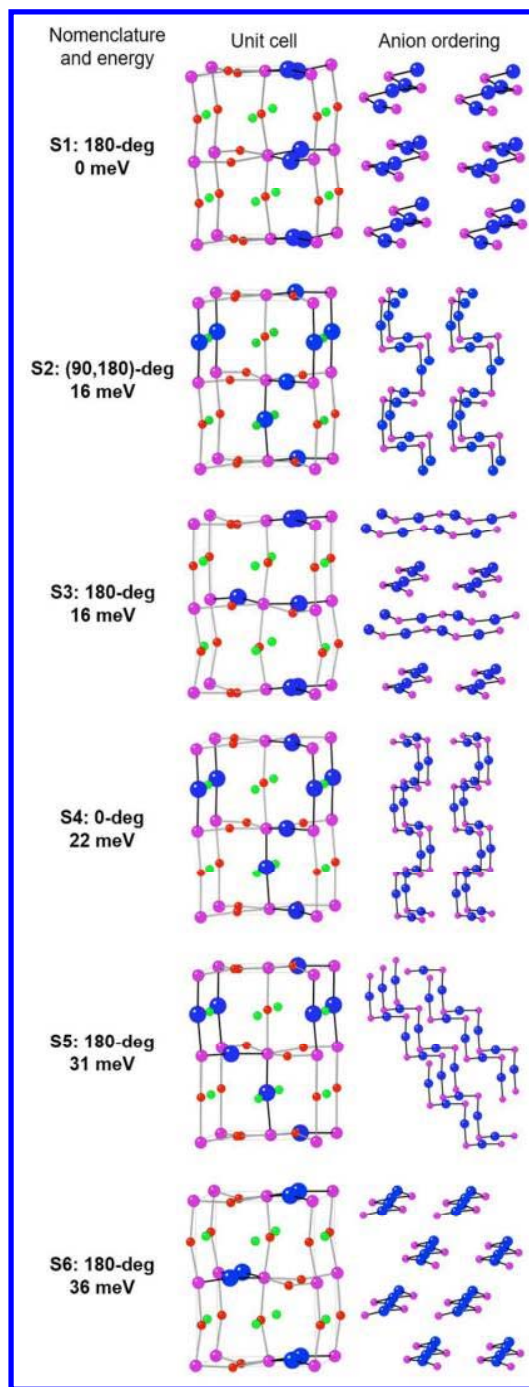 Nomenclature and energy
Unit cell
Anion ordering
S1: 180-deg
0 meV
S2: (90,180)-deg
16 meV
S3: 180-deg
16 meV
S4: 0-deg
22 meV
S5: 180-deg
31 meV
S6: 180-deg
36 meV